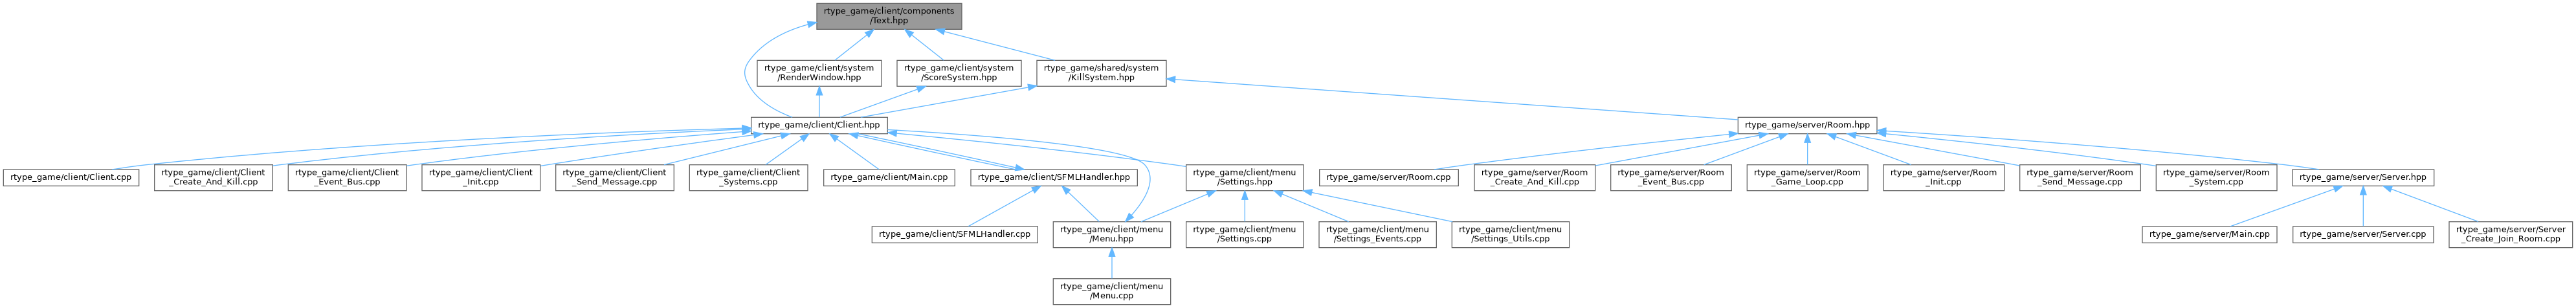 rtype_game/client/components
/Text.hpp
rtype_game/client/system
/RenderWindow.hpp
rtype_game/client/system
/ScoreSystem.hpp
rtype_game/shared/system
/KillSystem.hpp
rtype_game/client/Client.hpp
rtype_game/server/Room.hpp
rtype_game/client/Client.cpp
rtype_game/client/Client
_Create_And_Kill.cpp
rtype_game/client/Client
_Event_Bus.cpp
rtype_game/client/Client
_Init.cpp
rtype_game/client/Client
_Send_Message.cpp
rtype_game/client/Client
_Systems.cpp
rtype_game/client/Main.cpp
rtype_game/client/SFMLHandler.hpp
rtype_game/client/menu
/Settings.hpp
rtype_game/server/Room.cpp
rtype_game/server/Room
_Create_And_Kill.cpp
rtype_game/server/Room
_Event_Bus.cpp
rtype_game/server/Room
_Game_Loop.cpp
rtype_game/server/Room
_Init.cpp
rtype_game/server/Room
_Send_Message.cpp
rtype_game/server/Room
_System.cpp
rtype_game/server/Server.hpp
rtype_game/client/SFMLHandler.cpp
rtype_game/client/menu
/Menu.hpp
rtype_game/client/menu
/Settings.cpp
rtype_game/client/menu
/Settings_Events.cpp
rtype_game/client/menu
/Settings_Utils.cpp
rtype_game/server/Main.cpp
rtype_game/server/Server.cpp
rtype_game/server/Server
_Create_Join_Room.cpp
rtype_game/client/menu
/Menu.cpp